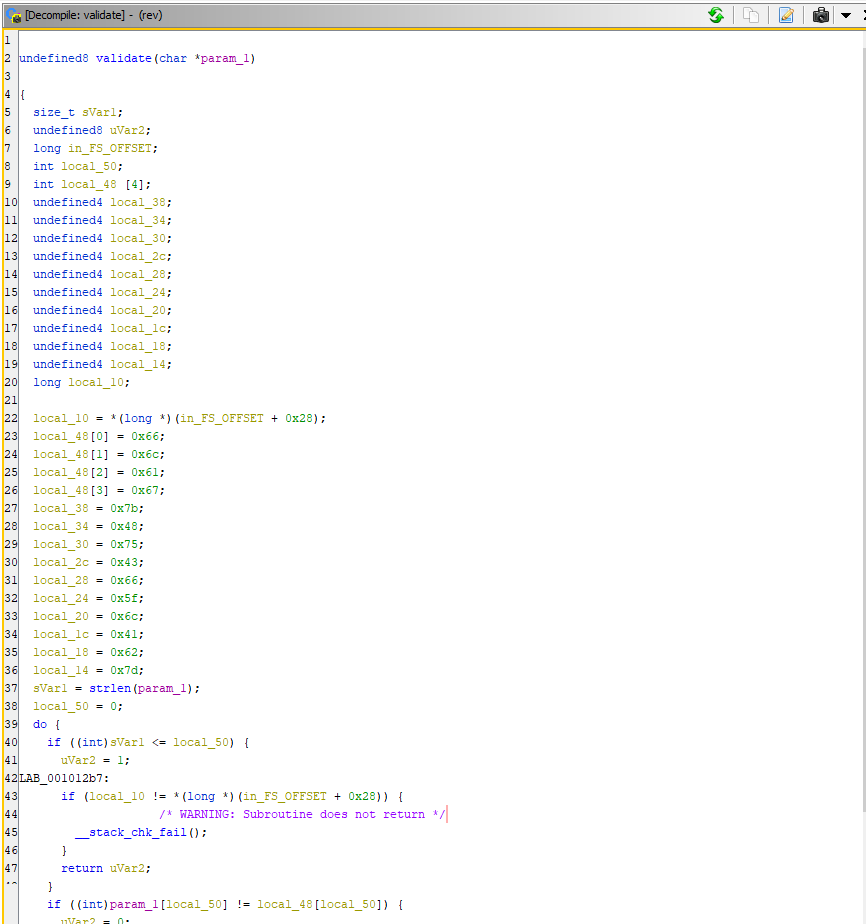 [Decompile: validate] - (rev)
1
2 undefined8 validate(char *param_1)
3
4 {
5   size_t sVar1;
6   undefined8 uVar2;
7   long in_FS_OFFSET;
8   int local_50;
9   int local_48 [4];
10   undefined4 local_38;
11   undefined4 local_34;
12   undefined4 local_30;
13   undefined4 local_2c;
14   undefined4 local_28;
15   undefined4 local_24;
16   undefined4 local_20;
17   undefined4 local_1c;
18   undefined4 local_18;
19   undefined4 local_14;
20   long local_10;
21
22   local_10 = *(long *)(in_FS_OFFSET + 0x28);
23   local_48[0] = 0x66;
24   local_48[1] = 0x6c;
25   local_48[2] = 0x61;
26   local_48[3] = 0x67;
27   local_38 = 0x7b;
28   local_34 = 0x48;
29   local_30 = 0x75;
30   local_2c = 0x43;
31   local_28 = 0x66;
32   local_24 = 0x5f;
33   local_20 = 0x6c;
34   local_1c = 0x41;
35   local_18 = 0x62;
36   local_14 = 0x7d;
37   sVar1 = strlen(param_1);
38   local_50 = 0;
39   do {
40     if ((int)sVar1 <= local_50) {
41       uVar2 = 1;
42 LAB_001012b7:
43       if (local_10 != *(long *)(in_FS_OFFSET + 0x28)) {
44                     /* WARNING: Subroutine does not return */
45         __stack_chk_fail();
46       }
47       return uVar2;
}
if ((int)param_1[local_50] != local_48[local_50]) {
uVar2 = 0;